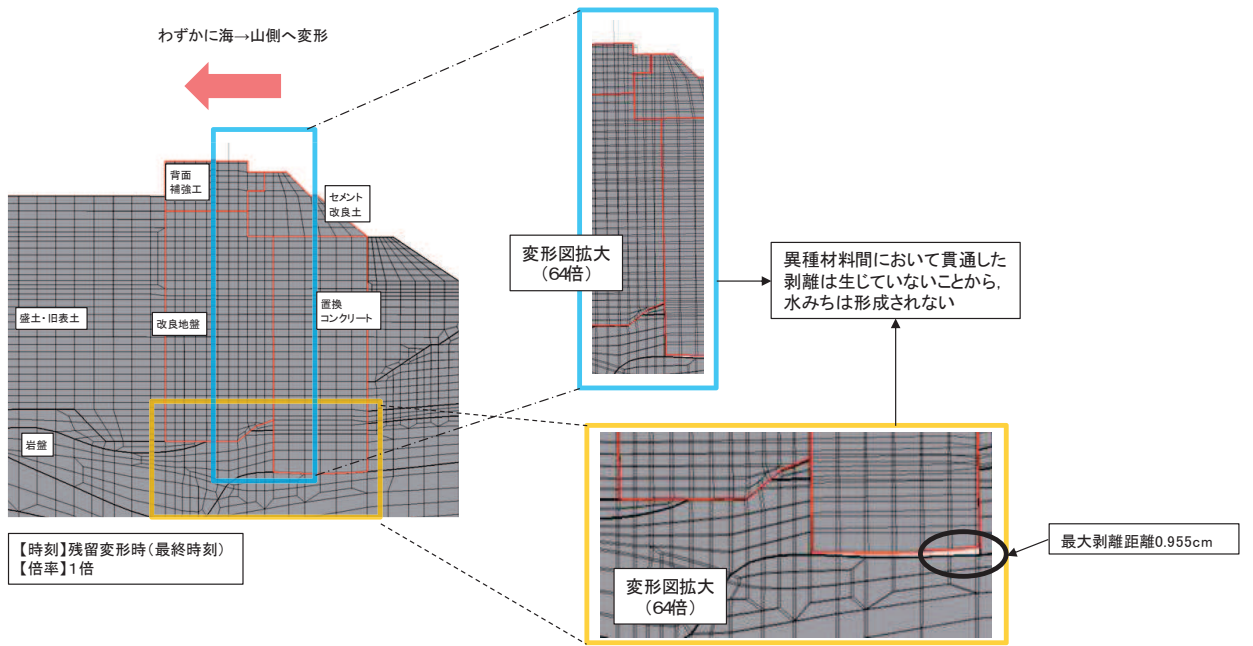 わずかに海→山側へ変形
背面
補強工
セメント
改良土
盛土・旧表土
改良地盤
置換
コンクリート
岩盤
【時刻】残留変形時(最終時刻)
【倍率】1倍
変形図拡大
(64倍)
異種材料間において貫通した
剥離は生じていないことから,
水みちは形成されない
変形図拡大
(64倍)
最大剥離距離0.955cm